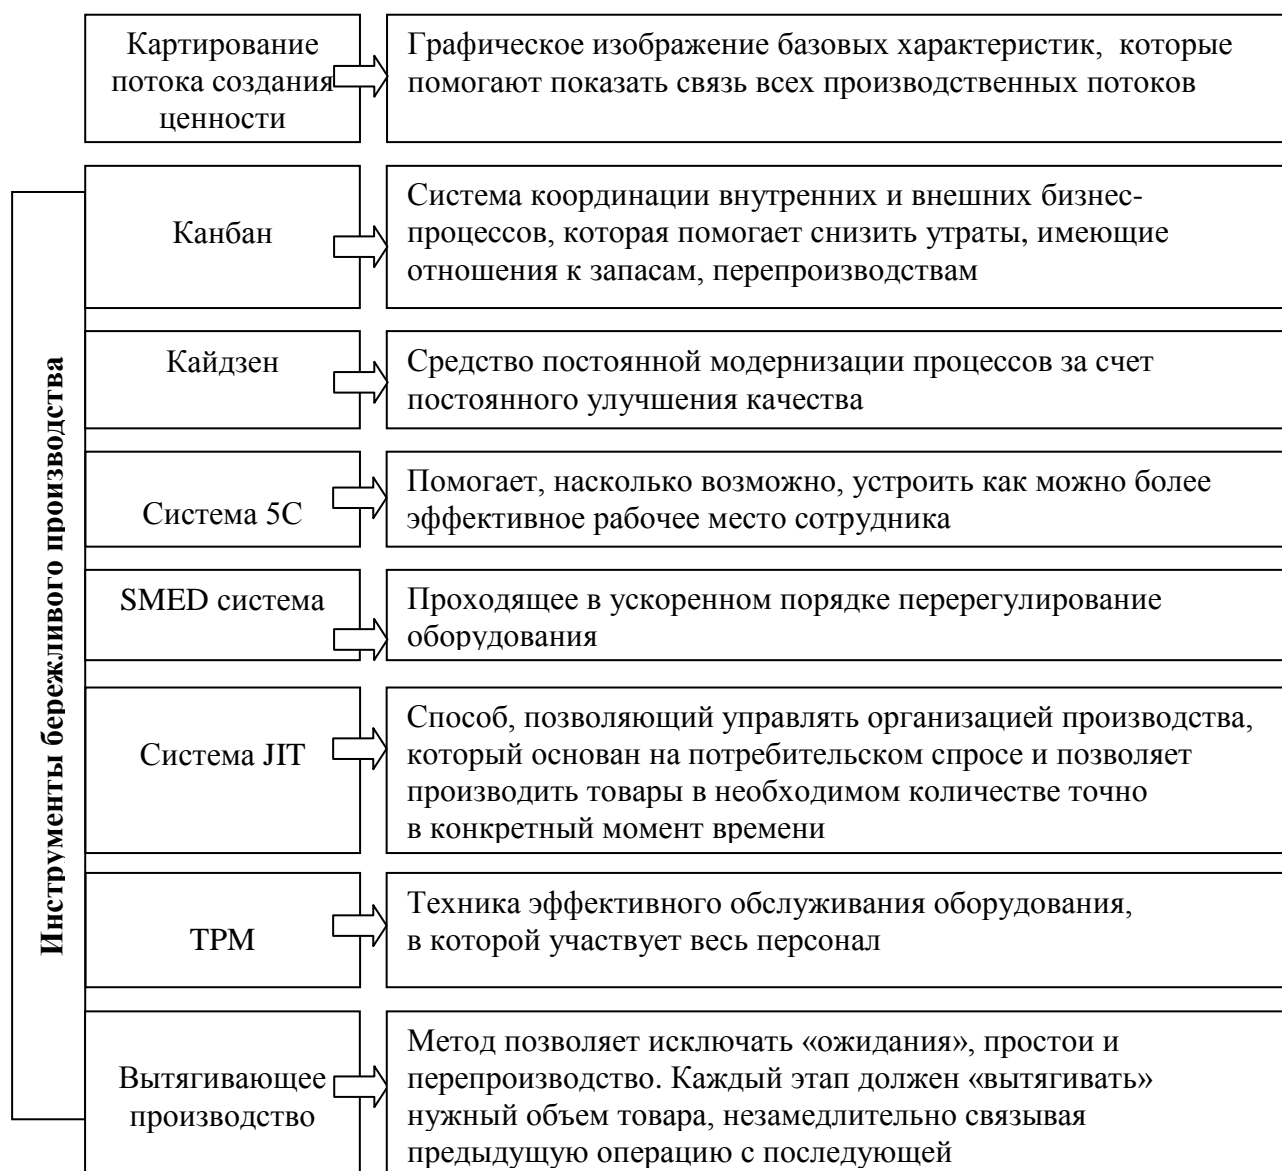 Картирование
потока создания
ценности
Графическое изображение базовых характеристик, которые
помогают показать связь всех производственных потоков
Инструменты бережливого производства
Канбан
Система координации внутренних и внешних бизнес-
процессов, которая помогает снизить утраты, имеющие
отношения к запасам, перепроизводствам
Кайдзен
Средство постоянной модернизации процессов за счет
постоянного улучшения качества
Система 5С
Помогает, насколько возможно, устроить как можно более
эффективное рабочее место сотрудника
SMED система
Проходящее в ускоренном порядке перерегулирование
оборудования
Система JIT
Способ, позволяющий управлять организацией производства,
который основан на потребительском спросе и позволяет
производить товары в необходимом количестве точно
в конкретный момент времени
TPM
Техника эффективного обслуживания оборудования,
в которой участвует весь персонал
Вытягивающее
производство
Метод позволяет исключать «ожидания», простои и
перепроизводство. Каждый этап должен «вытягивать»
нужный объем товара, незамедлительно связывая
предыдущую операцию с последующей